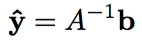 ŷ = A⁻¹b